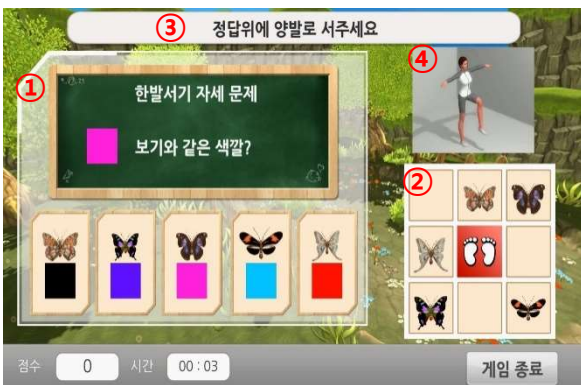 ③ 정답위에 양발로 서주세요
① ④
한발서기 자세 문제
보기와 같은 색깔?
②
점수 0 시간 00 : 03 게임 종료